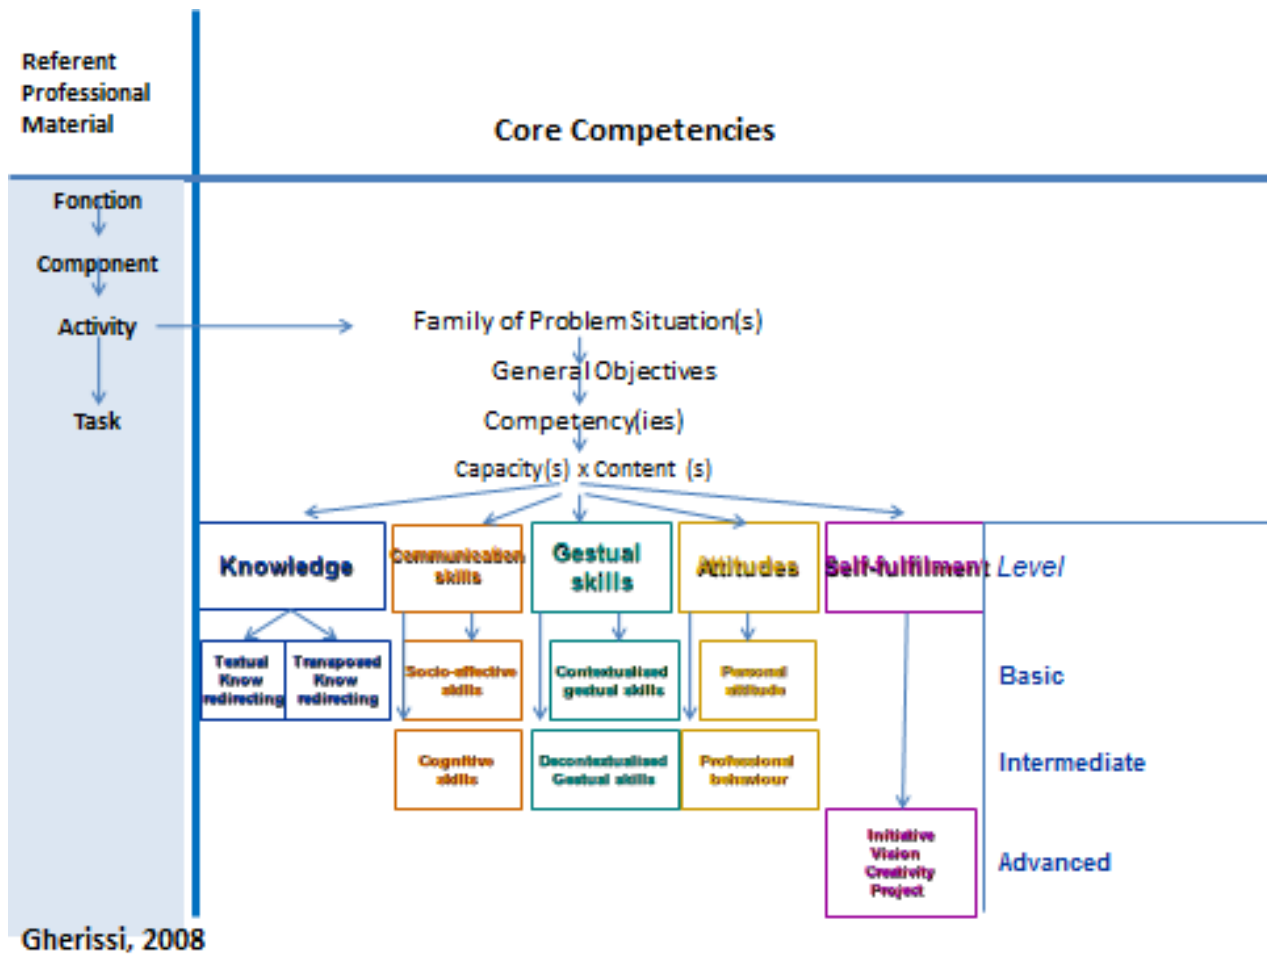 Referent
Professional
Material
Core Competencies
Fonction
Component
Activity
Task
Family of Problem Situation(s)
General Objectives
Competency(ies)
Capacity(s) x Content (s)
Knowledge
Communication
skills
Gestual
skills
Attitudes
Self-fulfilment
Level
Textual
Know
redirecting
Transposed
Know
redirecting
Socio-affective
skills
Contextualised
gestual skills
Personal
attitude
Basic
Cognitive
skills
Decontextualised
Gestual skills
Professional
behaviour
Intermediate
Initiative
Vision
Creativity
Project
Advanced
Gherissi, 2008